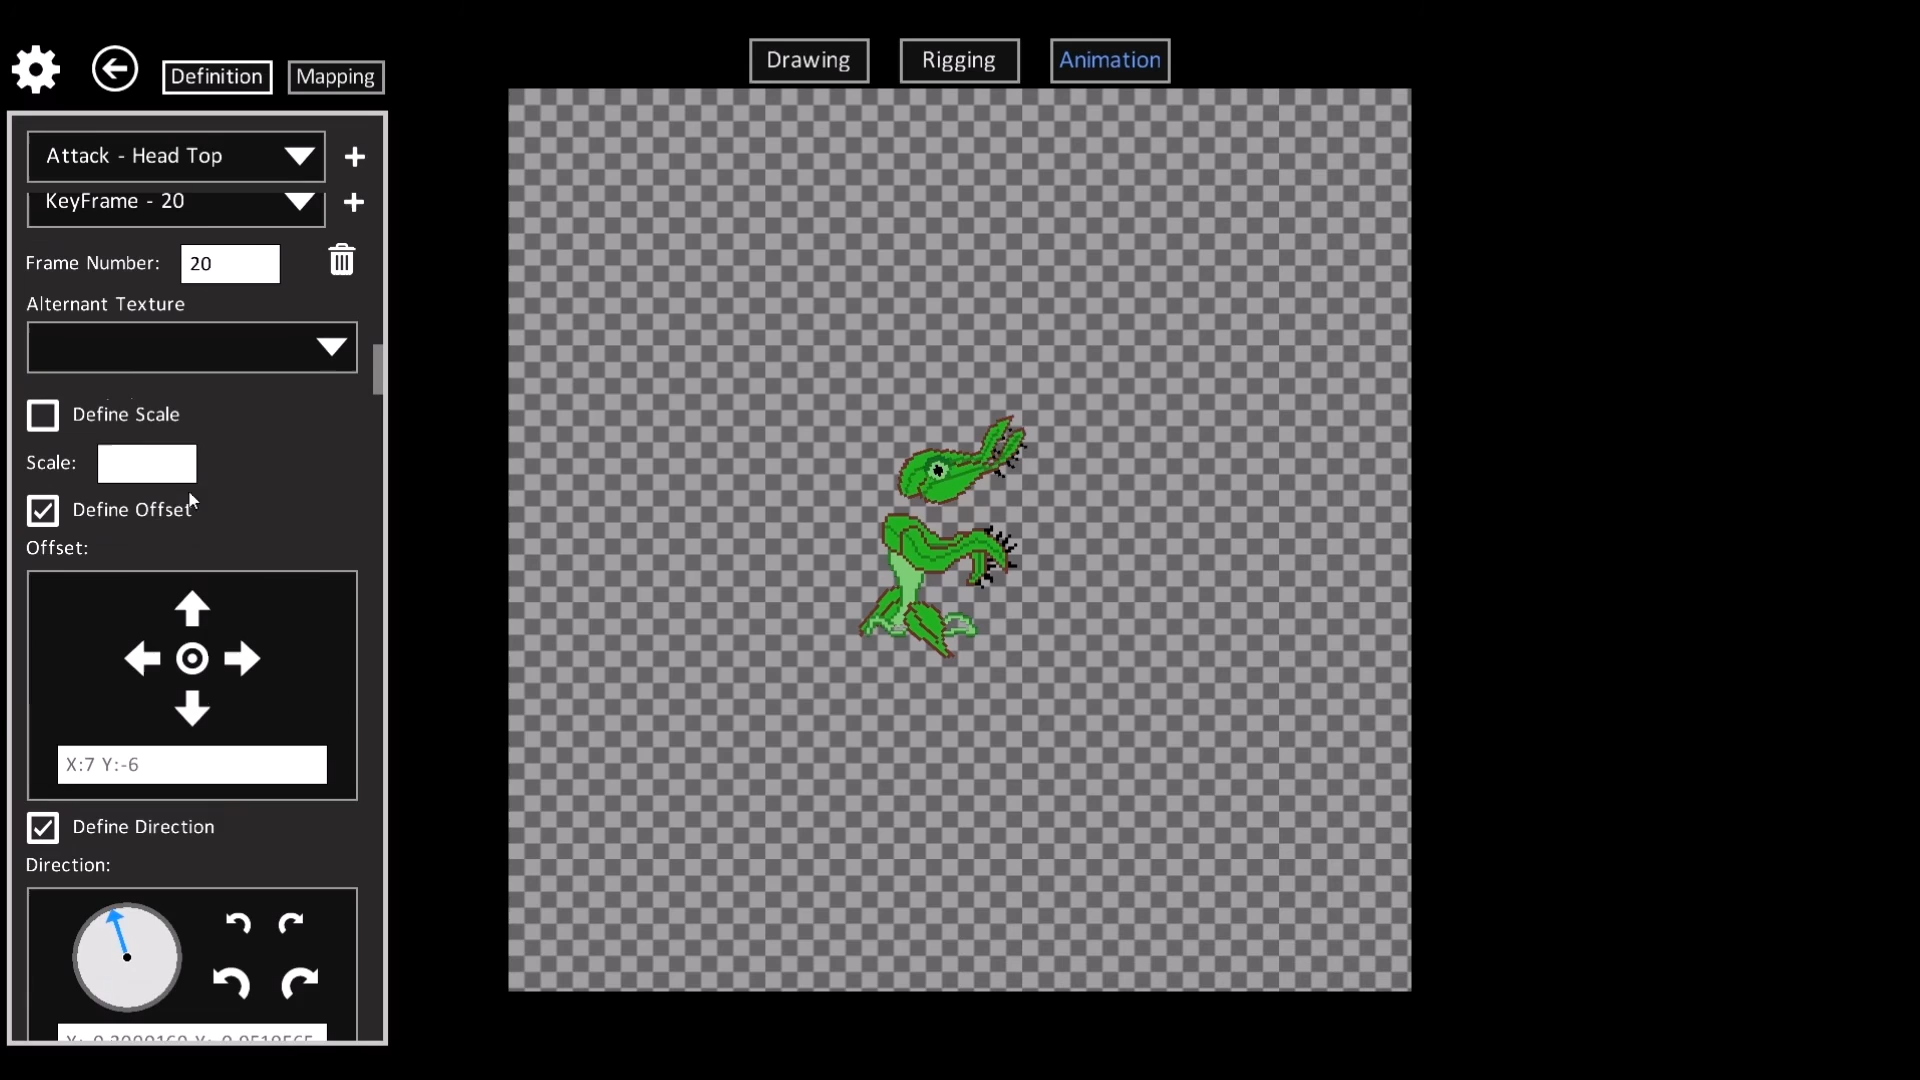 Drawing
Rigging
Animation
Definition
Mapping
Attack - Head Top
KeyFrame - 20
Frame Number: 20
Alternant Texture
Define Scale
Scale:
Define Offset
Offset:
X:7 Y:-6
Define Direction
Direction: